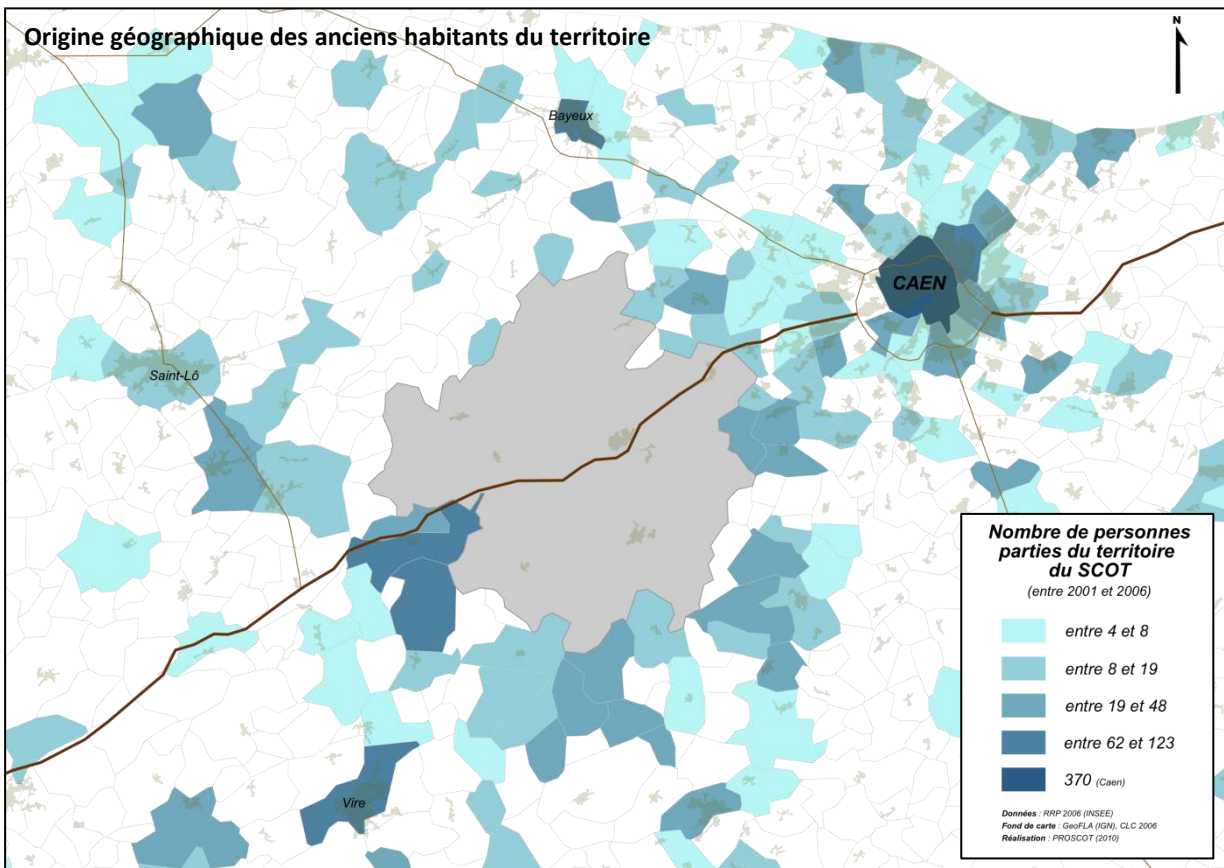 Origine géographique des anciens habitants du territoire
N
Bayeux
CAEN
Saint-Lô
Vire
Nombre de personnes
parties du territoire
du SCOT
(entre 2001 et 2006)
entre 4 et 8
entre 8 et 19
entre 19 et 48
entre 62 et 123
370 (Caen)
Données : RRP 2006 (INSEE)
Fond de carte : GeoFLA (IGN), CLC 2006
Réalisation : PROSCOT (2010)